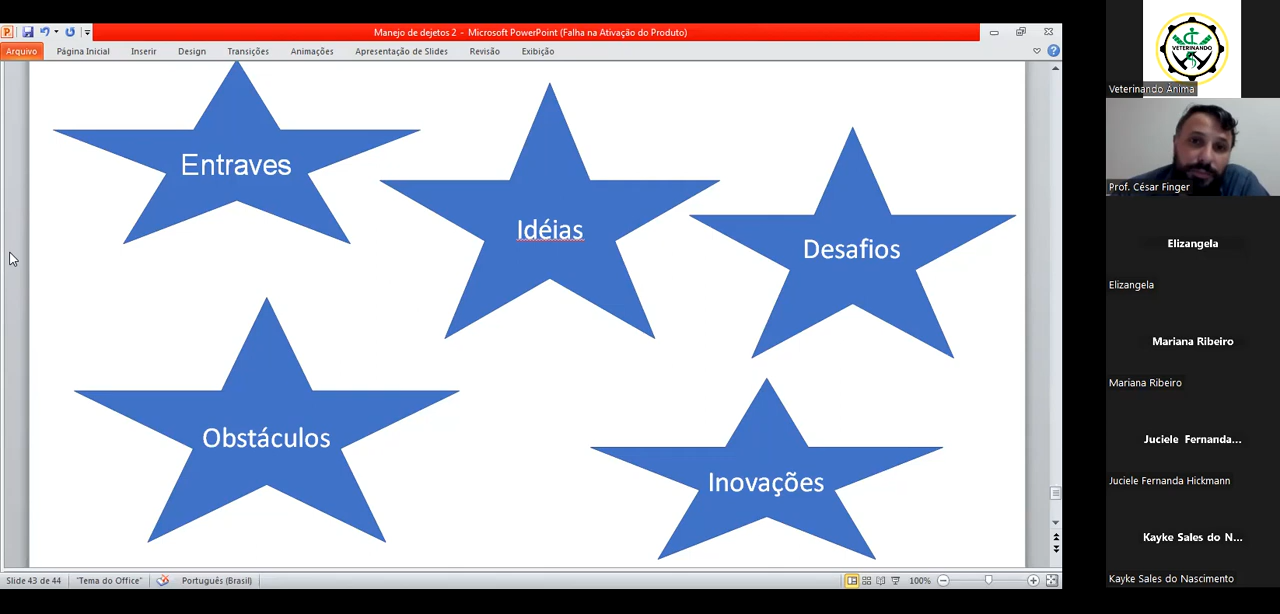 Manejo de dejetos 2 - Microsoft PowerPoint (Falha na Ativação do Produto)
Arquivo Página Inicial Inserir Design Transições Animações Apresentação de Slides Revisão Exibição
Entraves
Idéias
Desafios
Obstáculos
Inovações
Slide 43 de 44 "Tema do Office" Português (Brasil) 100%
VETERINANDO
Veterinando Ânima
Prof. César Finger
Elizangela
Elizangela
Mariana Ribeiro
Mariana Ribeiro
Juciele Fernanda...
Juciele Fernanda Hickmann
Kayke Sales do N...
Kayke Sales do Nascimento